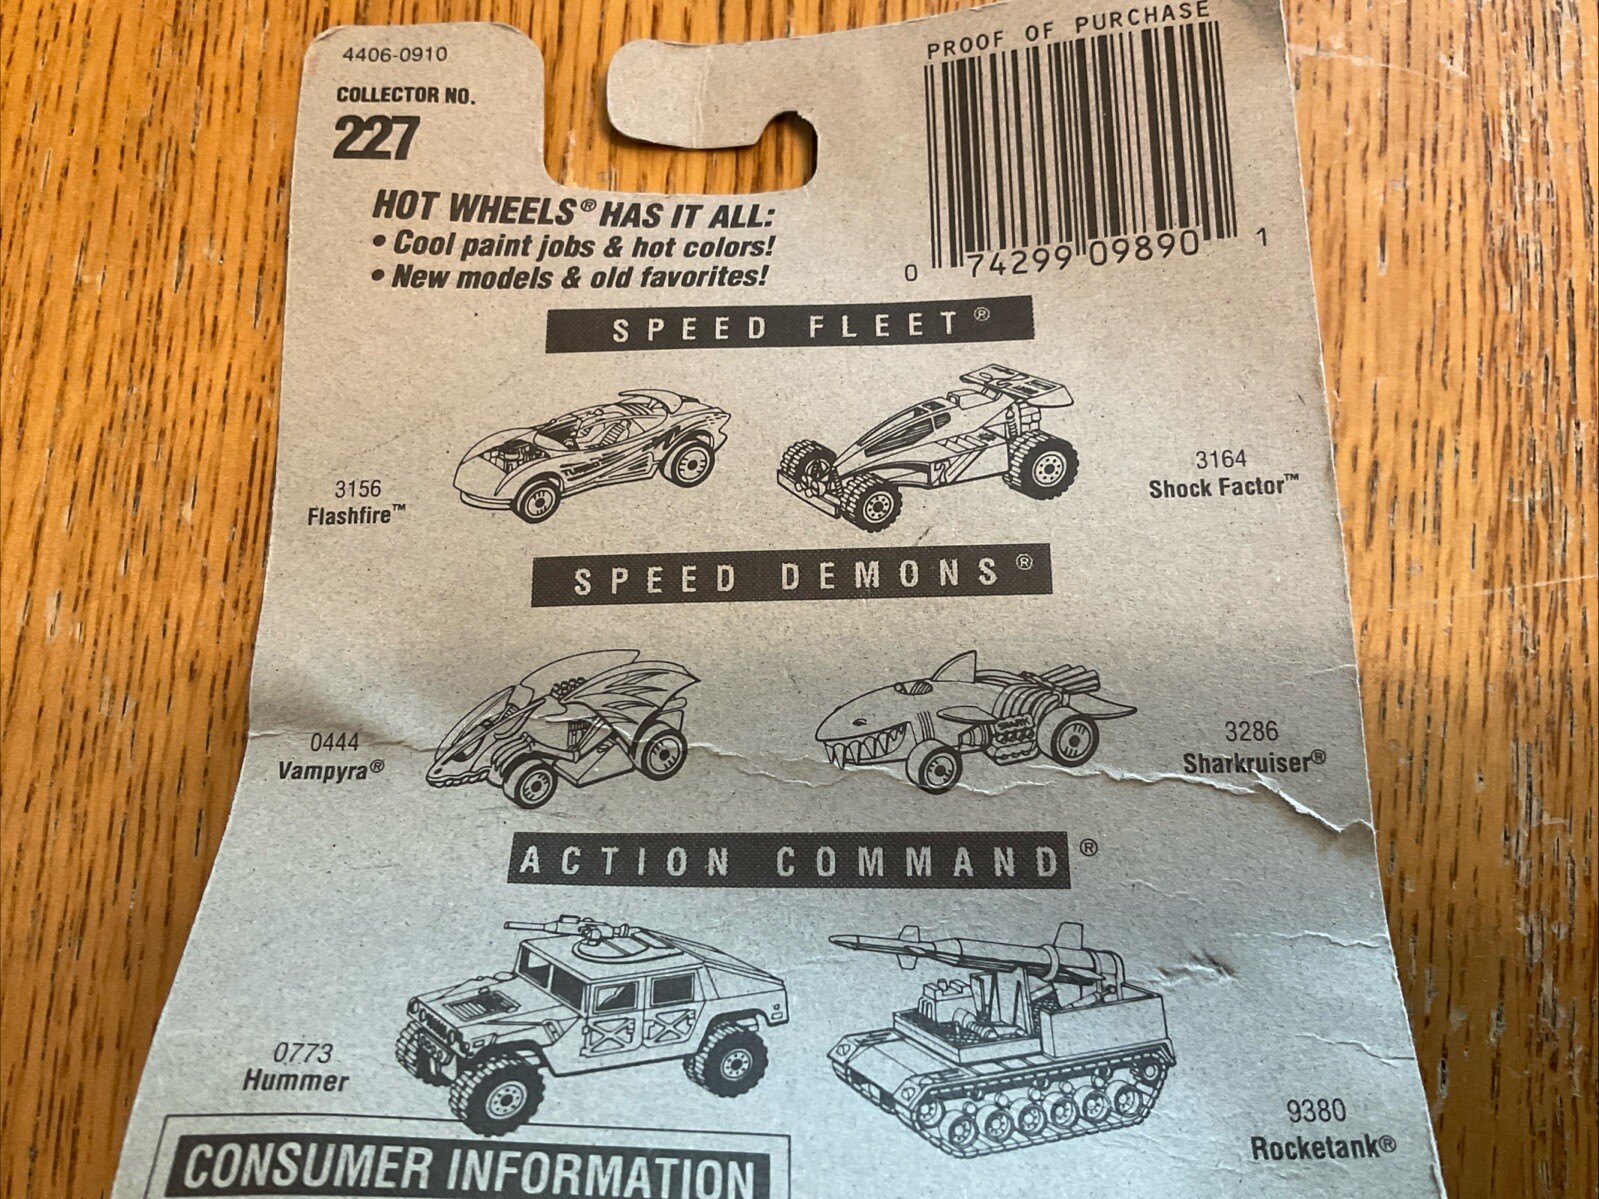 4406-0910
COLLECTOR NO.
227
PROOF OF PURCHASE
0 74299 09890 1
HOT WHEELS® HAS IT ALL:
• Cool paint jobs & hot colors!
• New models & old favorites!
SPEED FLEET®
3156
Flashfire™
TURBO
3164
Shock Factor™
SPEED DEMONS®
0444
Vampyra®
SHARK
3286
Sharkruiser®
ACTION COMMAND®
0773
Hummer
9380
Rocketank®
CONSUMER INFORMATION